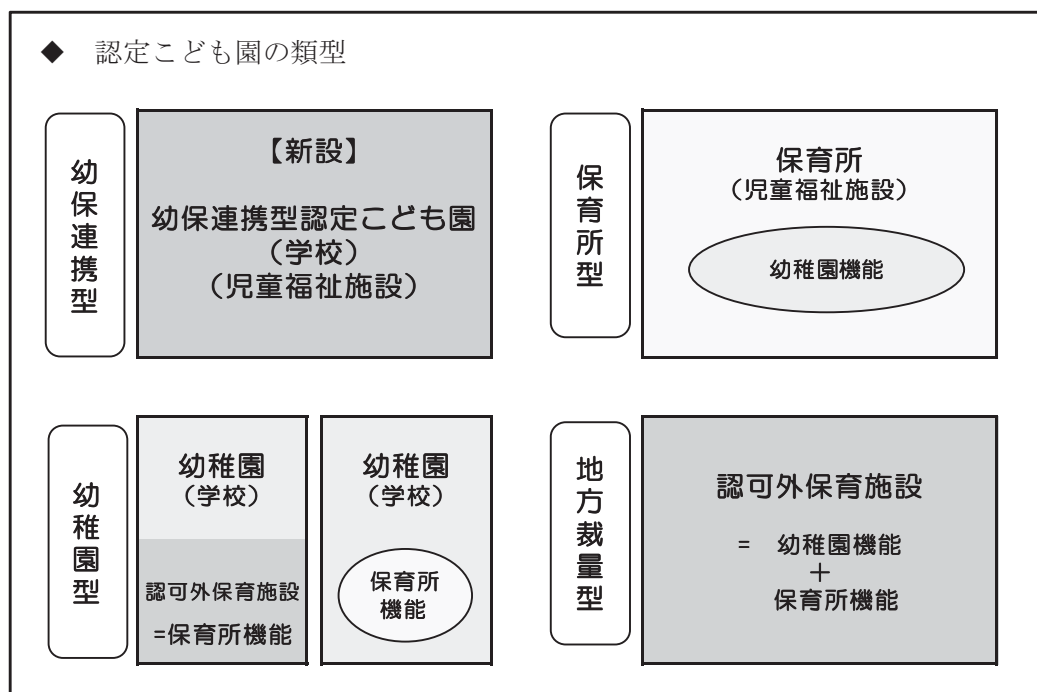 ◆ 認定こども園の類型
幼保連携型
【新設】
幼保連携型認定こども園
（学校）
（児童福祉施設）
保育所型
保育所
（児童福祉施設）
幼稚園機能
幼稚園型
幼稚園
（学校）
認可外保育施設
=保育所機能
幼稚園
（学校）
保育所
機能
地方裁量型
認可外保育施設
= 幼稚園機能
＋
保育所機能